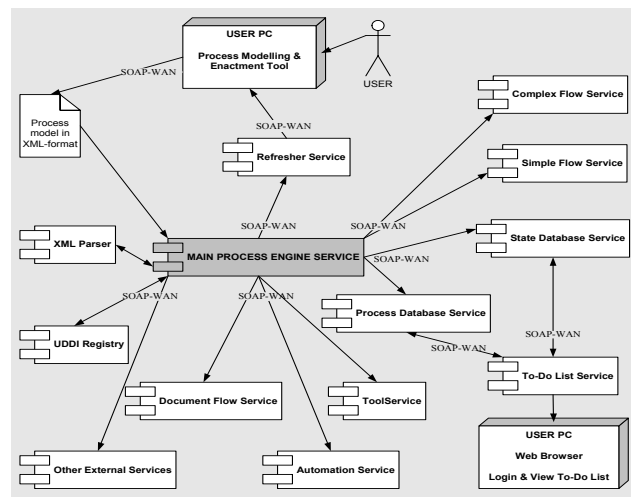 USER PC
Process Modelling &
Enactment Tool
USER
SOAP-WAN
Process
model in
XML-format
SOAP-WAN
Refresher Service
Complex Flow Service
Simple Flow Service
SOAP-WAN
SOAP-WAN
XML Parser
MAIN PROCESS ENGINE SERVICE
State Database Service
SOAP-WAN
SOAP-WAN
SOAP-WAN
Process Database Service
UDDI Registry
SOAP-WAN
SOAP-WAN
To-Do List Service
Document Flow Service
ToolService
Other External Services
Automation Service
USER PC
Web Browser
Login & View To-Do List